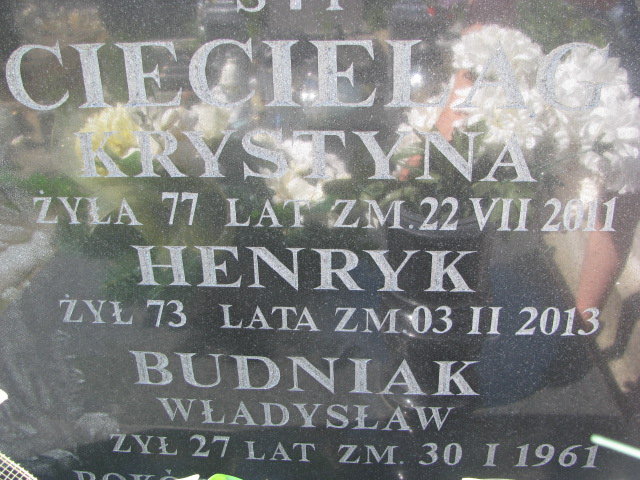 CIECIELĄG
KRYSTYNA
ŻYŁA 77 LAT ZM. 22 VII 2011
HENRYK
ŻYŁ 73 LATA ZM. 03 II 2013
BUDNIAK
WŁADYSŁAW
ŻYŁ 27 LAT ZM. 30 I 1961